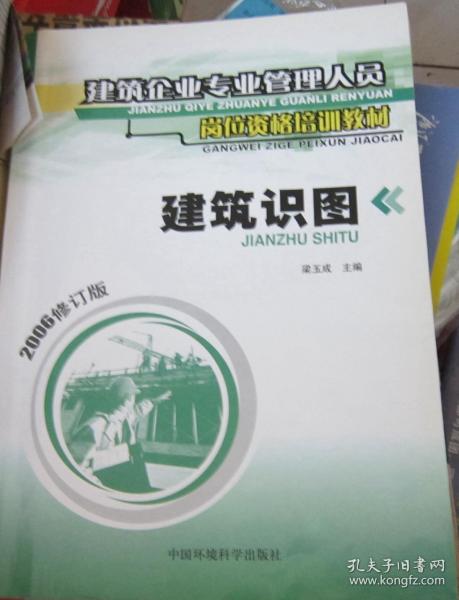 建筑企业专业管理人员
JIANZHU QIYE ZHUANYE GUANLI RENYUAN
岗位资格培训教材
GANGWEI ZIGE PEIXUN JIAOCAI
建筑识图
JIANZHU SHITU
梁玉成 主编
2006修订版
中国环境科学出版社
孔夫子旧书网
www.kongfz.com